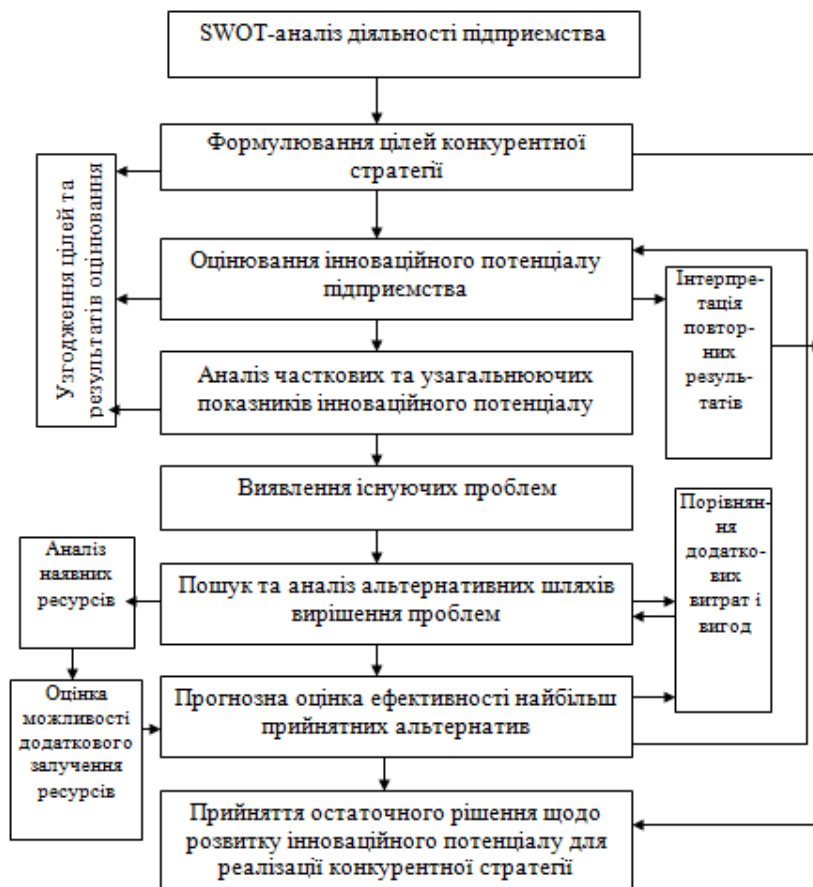 SWOT-аналіз діяльності підприємства
Формулювання цілей конкурентної
стратегії
Узгодження цілей та
результатів оцінювання
Оцінювання інноваційного потенціалу
підприємства
Інтерпре-
тація
повтор-
них
резуль-
татів
Аналіз часткових та узагальнюючих
показників інноваційного потенціалу
Виявлення існуючих проблем
Порівнян-
ня
додатко-
вих
витрат і
вигод
Аналіз
наявних
ресурсів
Пошук та аналіз альтернативних шляхів
вирішення проблем
Оцінка
можливості
додаткового
залучення
ресурсів
Прогнозна оцінка ефективності найбільш
прийнятних альтернатив
Прийняття остаточного рішення щодо
розвитку інноваційного потенціалу для
реалізації конкурентної стратегії